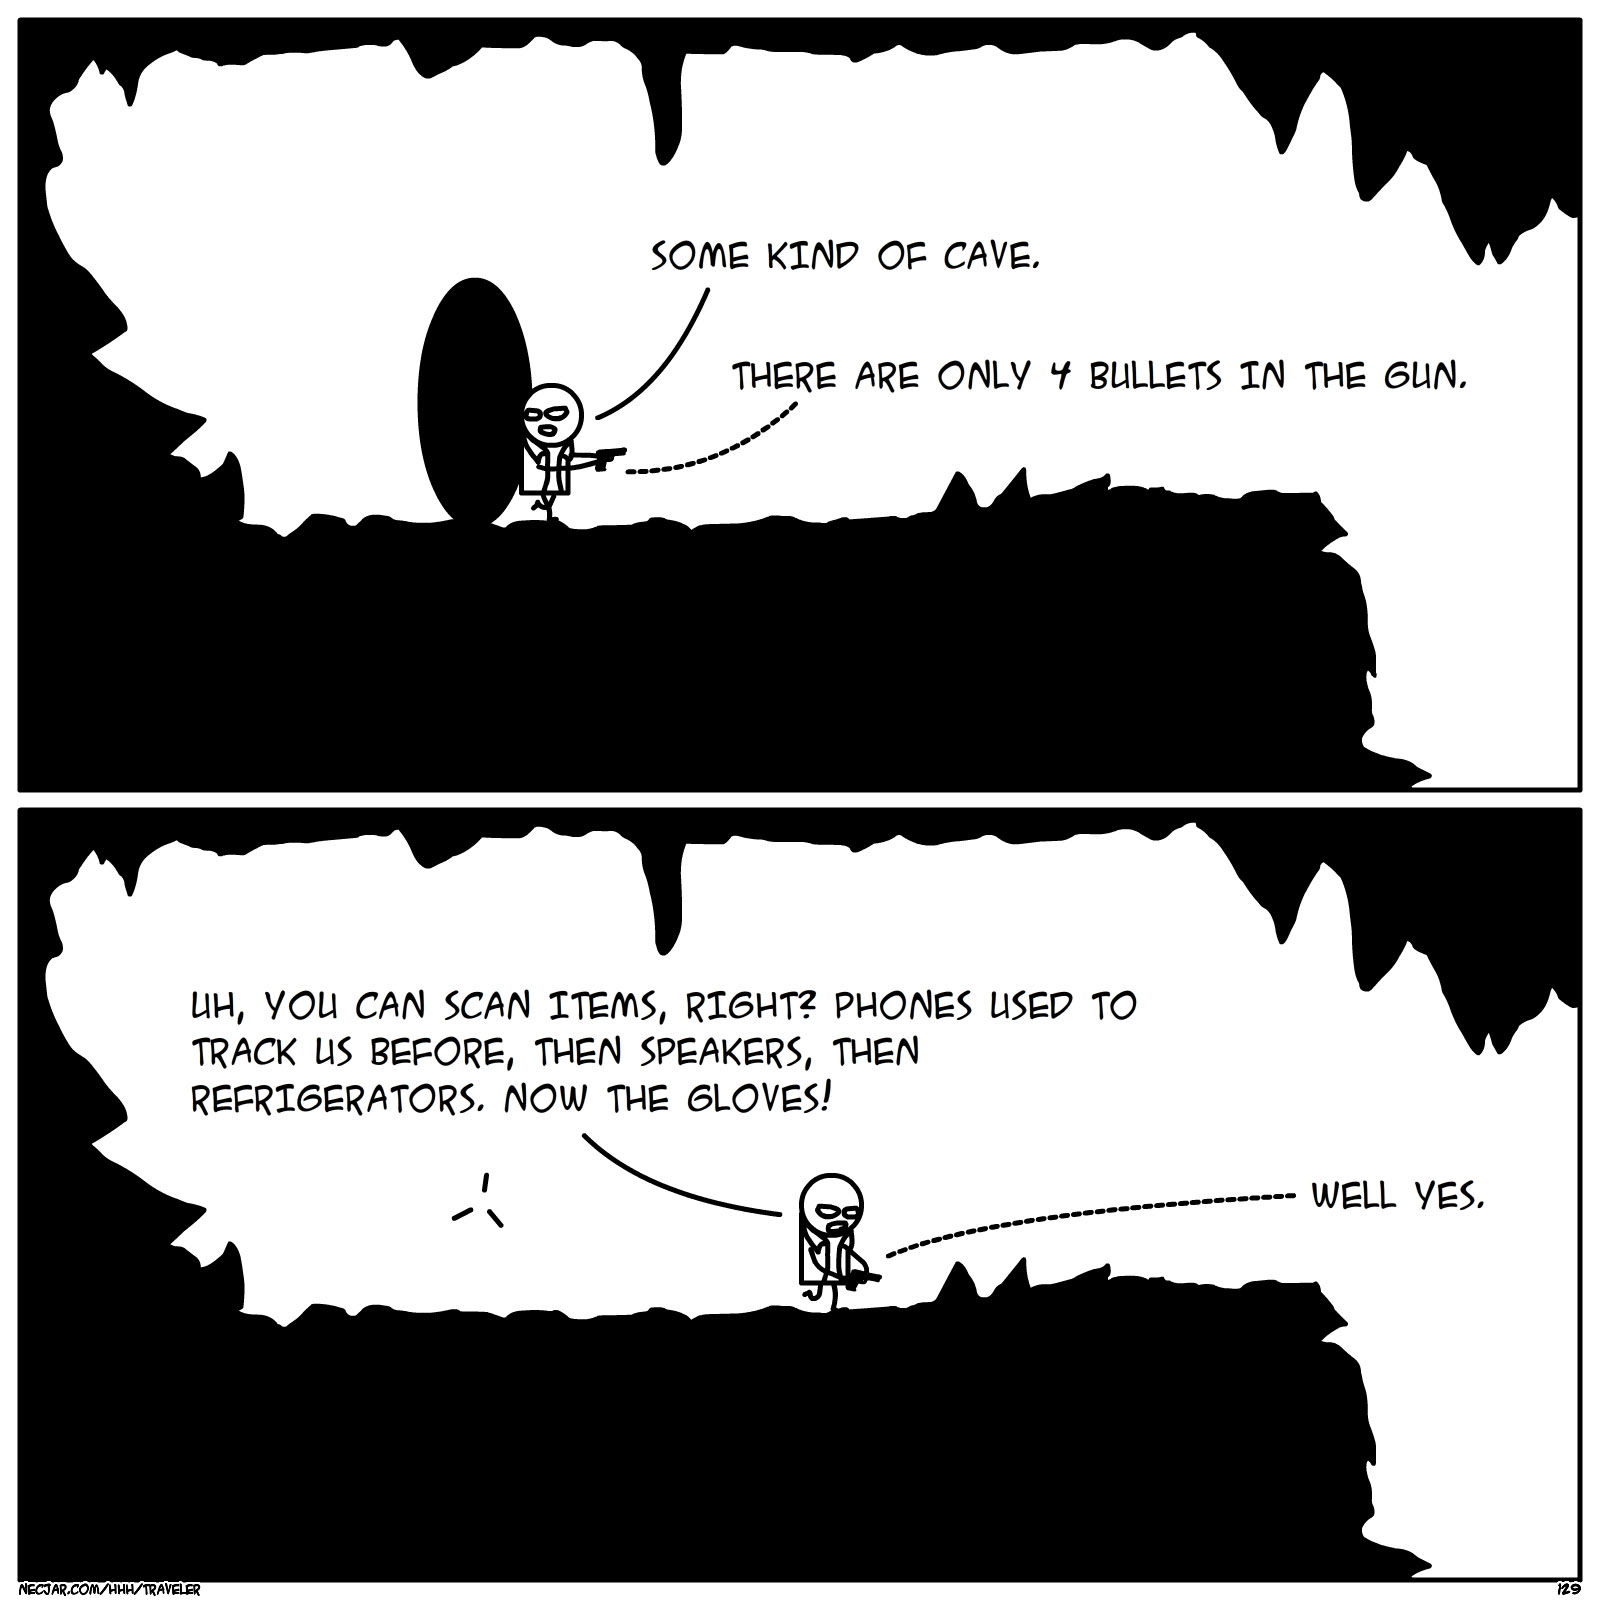 SOME KIND OF CAVE.
THERE ARE ONLY 4 BULLETS IN THE GUN.
UH, YOU CAN SCAN ITEMS, RIGHT? PHONES USED TO
TRACK US BEFORE, THEN SPEAKERS, THEN
REFRIGERATORS. NOW THE GLOVES!
WELL YES.
NECJAR.COM/HHH/TRAVELER
129